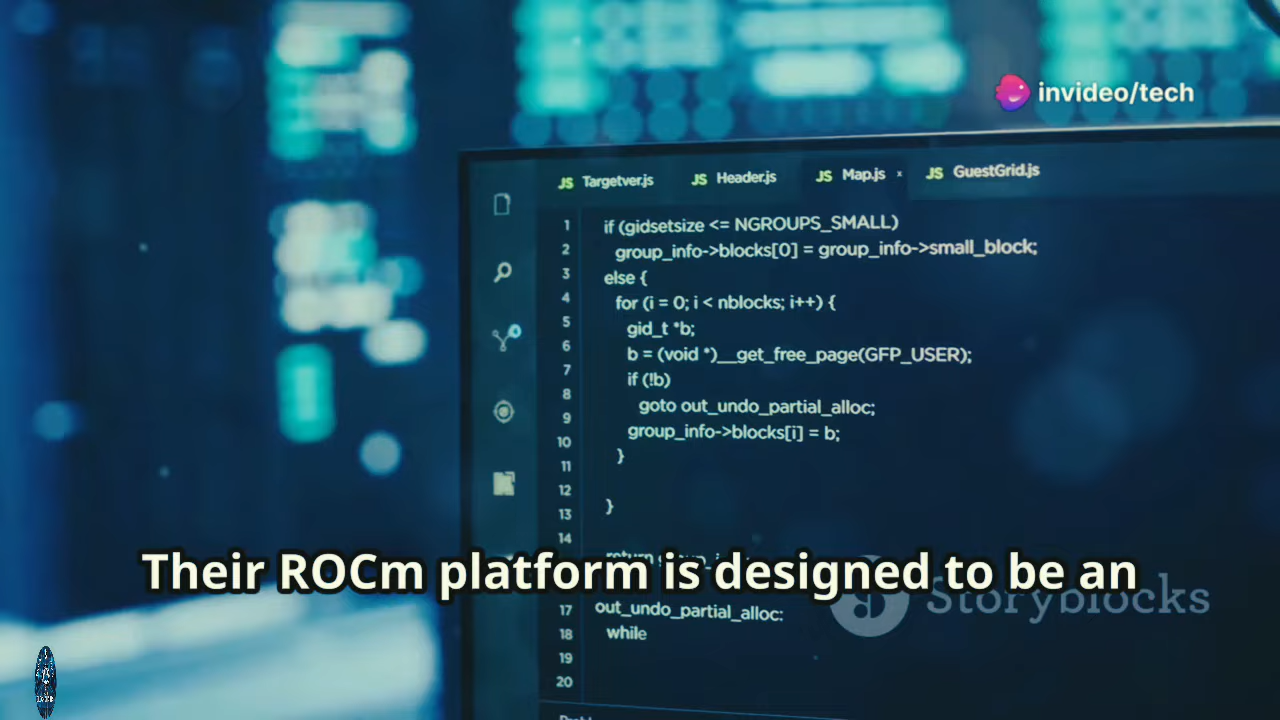 invideo/tech
JS Targetver.js JS Header.js JS Map.js x JS GuestGrid.js
1 if (gidsetsize <= NGROUPS_SMALL)
2 group_info->blocks[0] = group_info->small_block;
3 else {
4 for (i = 0; i < nblocks; i++) {
5 gid_t *b;
6 b = (void *)__get_free_page(GFP_USER);
7 if (!b)
8 goto out_undo_partial_alloc;
9 group_info->blocks[i] = b;
10 }
11
12 }
13
14
Their ROCm platform is designed to be an
Storyblocks
17 out_undo_partial_alloc:
18 while
19
20